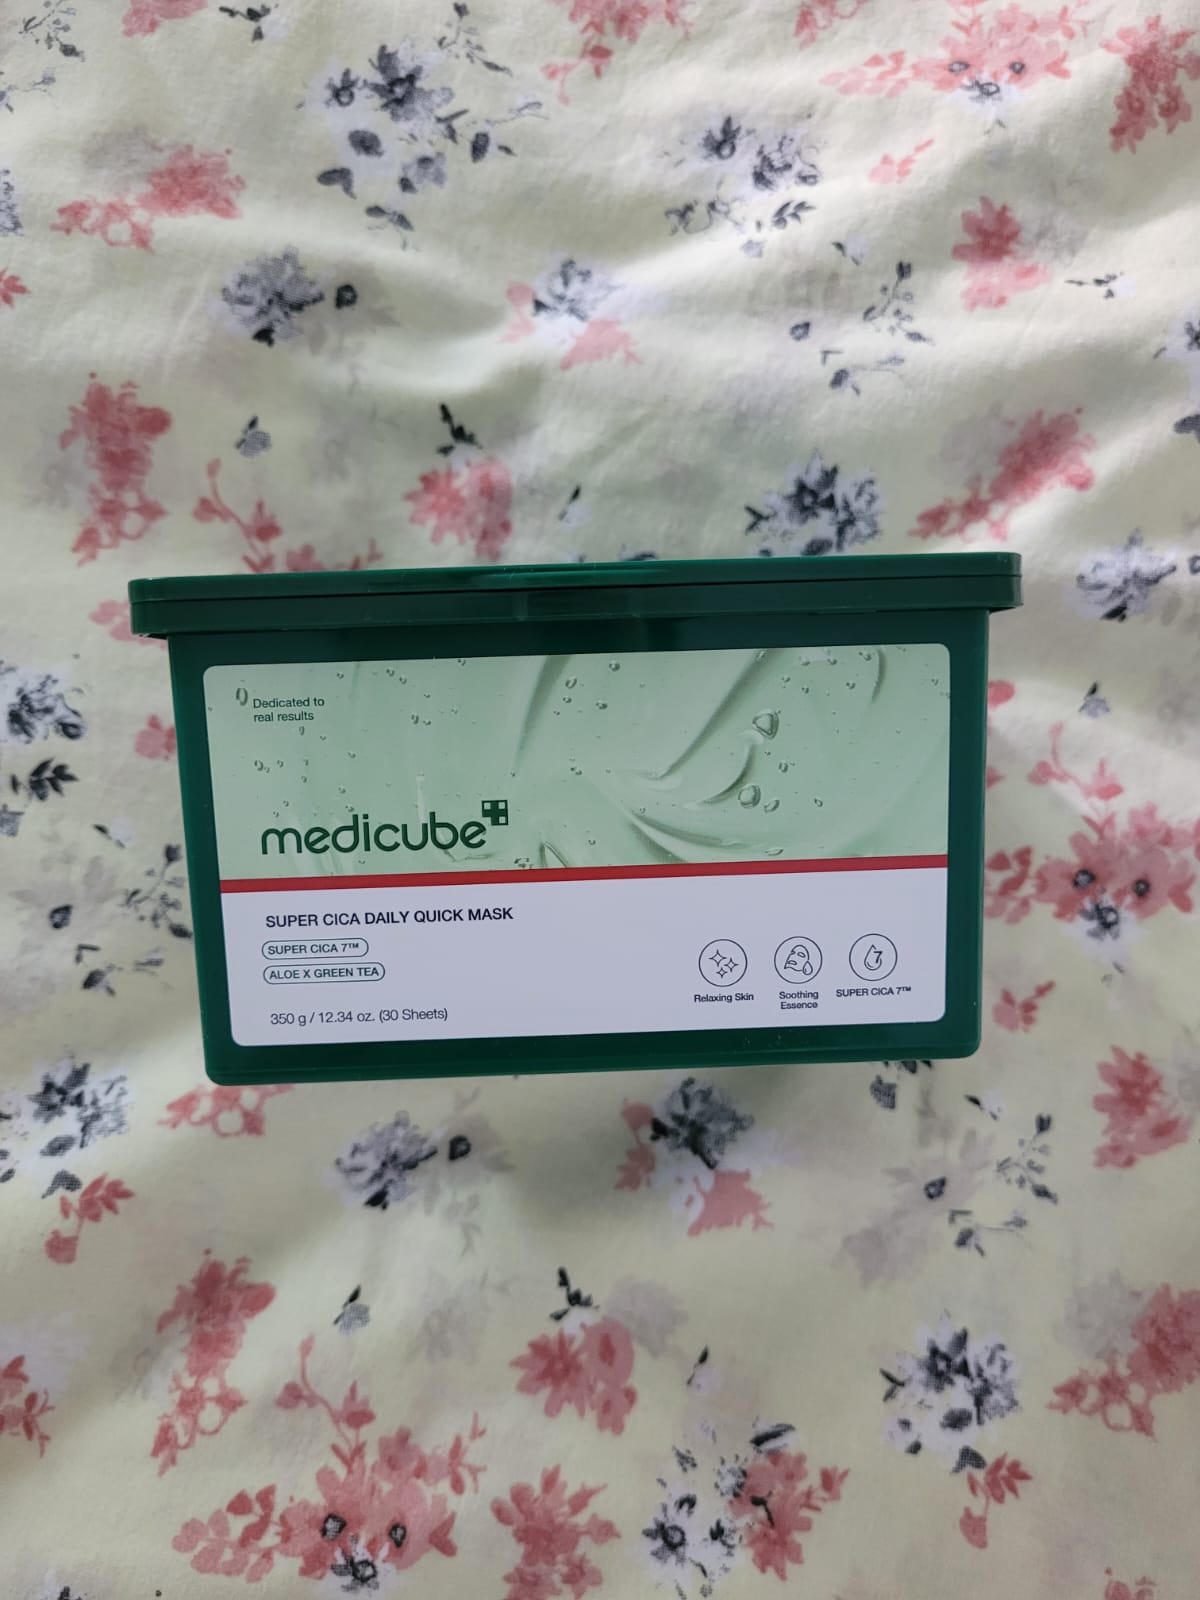 Dedicated to
real results
medicube
SUPER CICA DAILY QUICK MASK
SUPER CICA 7™
ALOE X GREEN TEA
350 g / 12.34 oz. (30 Sheets)
Relaxing Skin
Soothing
Essence
7
SUPER CICA 7™